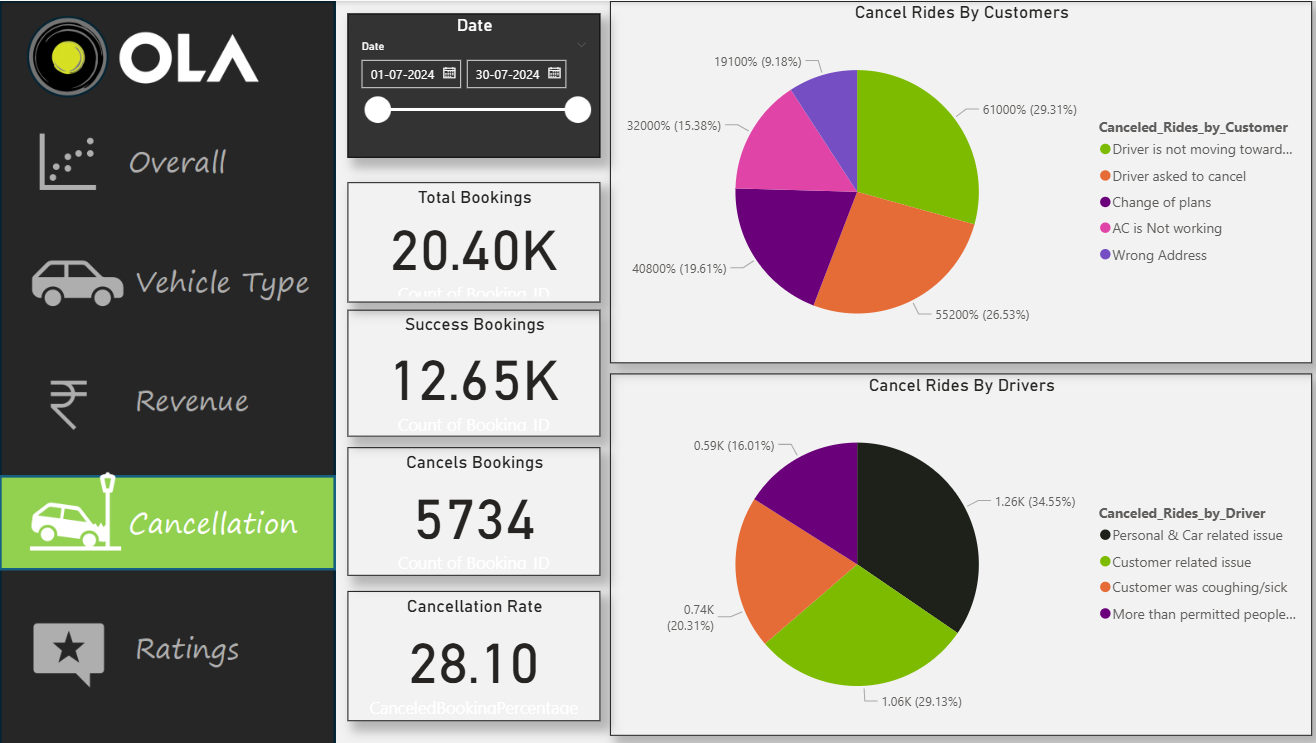 OLA
Overall
Vehicle Type
Revenue
Cancellation
Ratings
Date
Date
01-07-2024
30-07-2024
Total Bookings
20.40K
Count of Booking_ID
Success Bookings
12.65K
Count of Booking_ID
Cancels Bookings
5734
Count of Booking_ID
Cancellation Rate
28.10
CanceledBookingPercentage
Cancel Rides By Customers
19100% (9.18%)
61000% (29.31%)
32000% (15.38%)
40800% (19.61%)
55200% (26.53%)
Canceled_Rides_by_Customer
Driver is not moving toward...
Driver asked to cancel
Change of plans
AC is Not working
Wrong Address
Cancel Rides By Drivers
0.59K (16.01%)
1.26K (34.55%)
0.74K
(20.31%)
1.06K (29.13%)
Canceled_Rides_by_Driver
Personal & Car related issue
Customer related issue
Customer was coughing/sick
More than permitted people...